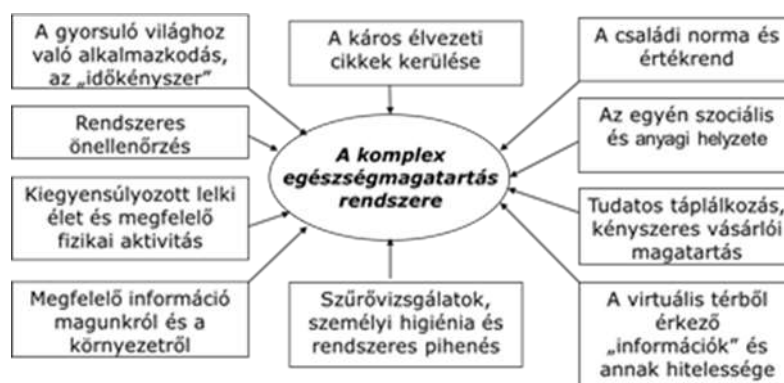 A gyorsuló világhoz
való alkalmazkodás,
az „időkényszer”
A káros élvezeti
cikkek kerülése
A családi norma és
értékrend
Rendszeres
önellenőrzés
Az egyén szociális
és anyagi helyzete
A komplex
egészségmagatartás
rendszere
Kiegyensúlyozott lelki
élet és megfelelő
fizikai aktivitás
Tudatos táplálkozás,
kényszeres vásárlói
magatartás
Megfelelő információ
magunkról és a
környezetről
Szűrővizsgálatok,
személyi higiénia és
rendszeres pihenés
A virtuális térből
érkező
„információk” és
annak hitelessége